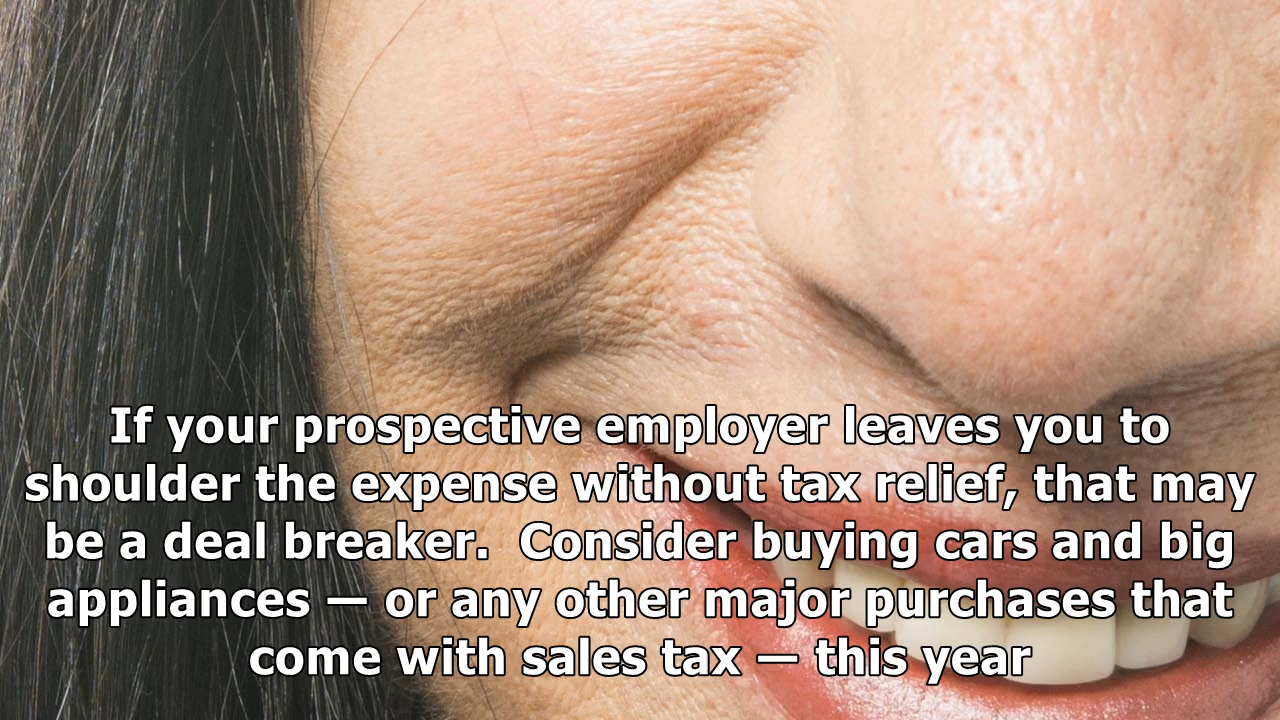 If your prospective employer leaves you to
shoulder the expense without tax relief, that may
be a deal breaker.  Consider buying cars and big
appliances — or any other major purchases that
come with sales tax — this year